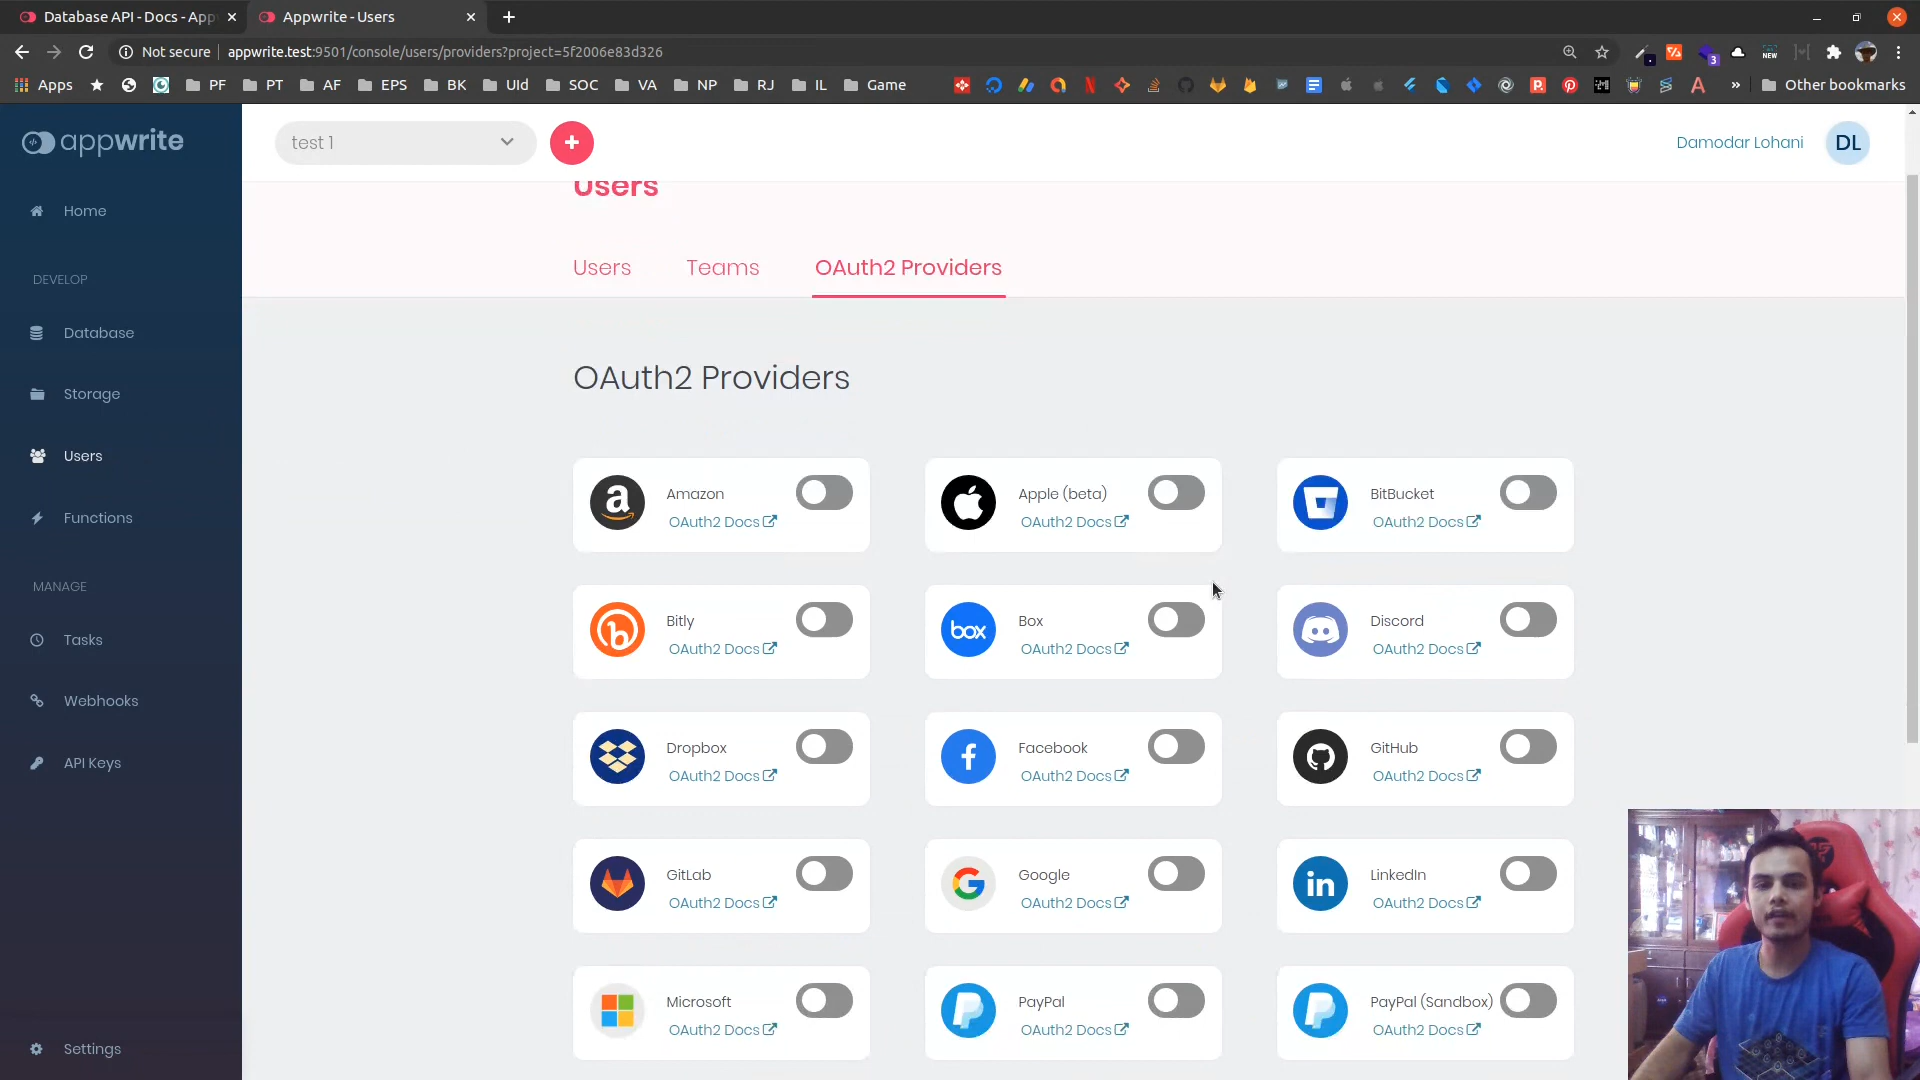 Database API - Docs - App
Appwrite - Users
Not secure
appwrite.test:9501/console/users/providers?project=5f2006e83d326
3
NEW
Apps
PF
PT
AF
EPS
BK
UId
SOC
VA
NP
RJ
IL
Game
Other bookmarks
appwrite
test 1
Damodar Lohani
DL
Home
DEVELOP
Database
Storage
Users
Functions
MANAGE
Tasks
Webhooks
API Keys
Settings
Users
Users
Teams
OAuth2 Providers
OAuth2 Providers
Amazon
OAuth2 Docs
Apple (beta)
OAuth2 Docs
BitBucket
OAuth2 Docs
Bitly
OAuth2 Docs
box
Box
OAuth2 Docs
Discord
OAuth2 Docs
Dropbox
OAuth2 Docs
Facebook
OAuth2 Docs
GitHub
OAuth2 Docs
GitLab
OAuth2 Docs
Google
OAuth2 Docs
in
LinkedIn
OAuth2 Docs
Microsoft
OAuth2 Docs
PayPal
OAuth2 Docs
PayPal (Sandbox)
OAuth2 Docs